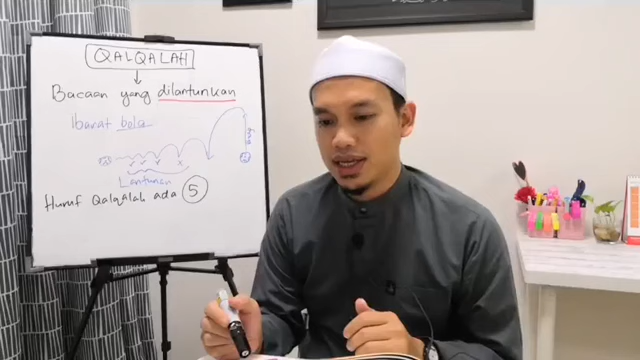 QALQALAH
Bacaan yang dilantunkan
Ibarat bola
Lantunan
Huruf Qalqalah ada 5